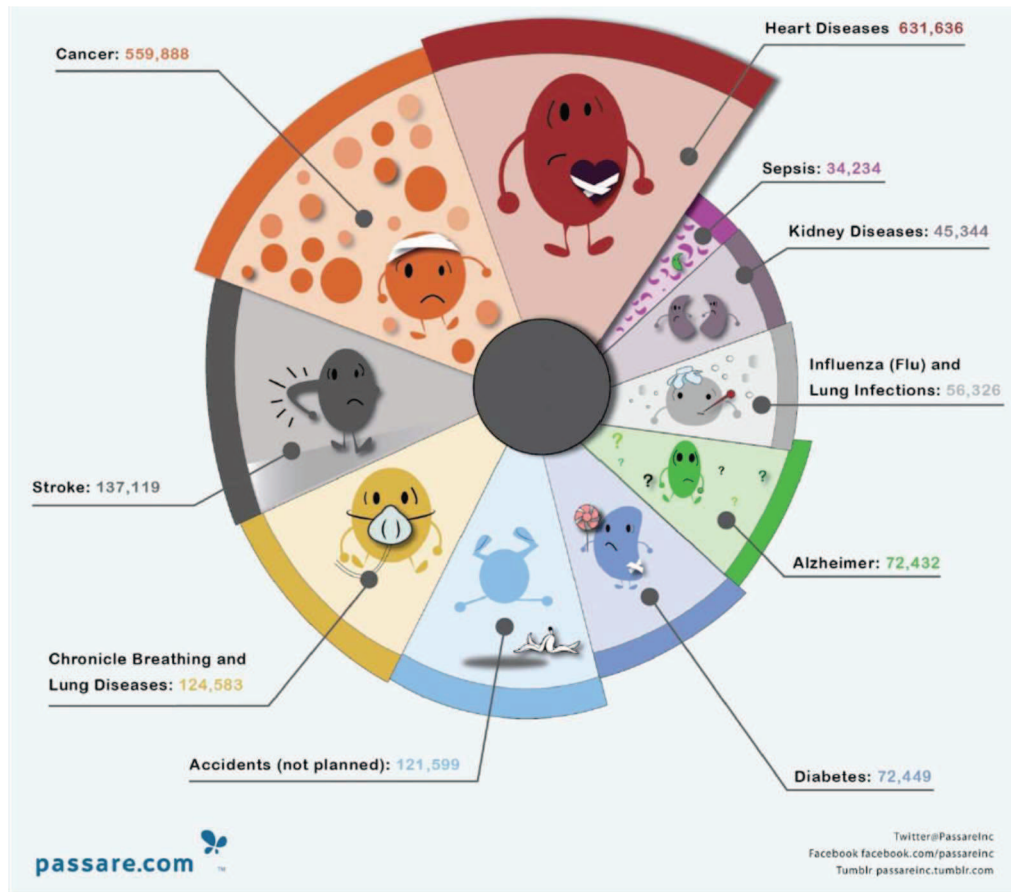 Cancer: 559,888
Heart Diseases 631,636
Sepsis: 34,234
Kidney Diseases: 45,344
Influenza (Flu) and
Lung Infections: 56,326
Stroke: 137,119
Alzheimer: 72,432
Chronicle Breathing and
Lung Diseases: 124,583
Accidents (not planned): 121,599
Diabetes: 72,449
? ? ? ? ? ?
passare.com ™
Twitter@PassareInc
Facebook facebook.com/passareinc
Tumblr passareinc.tumblr.com